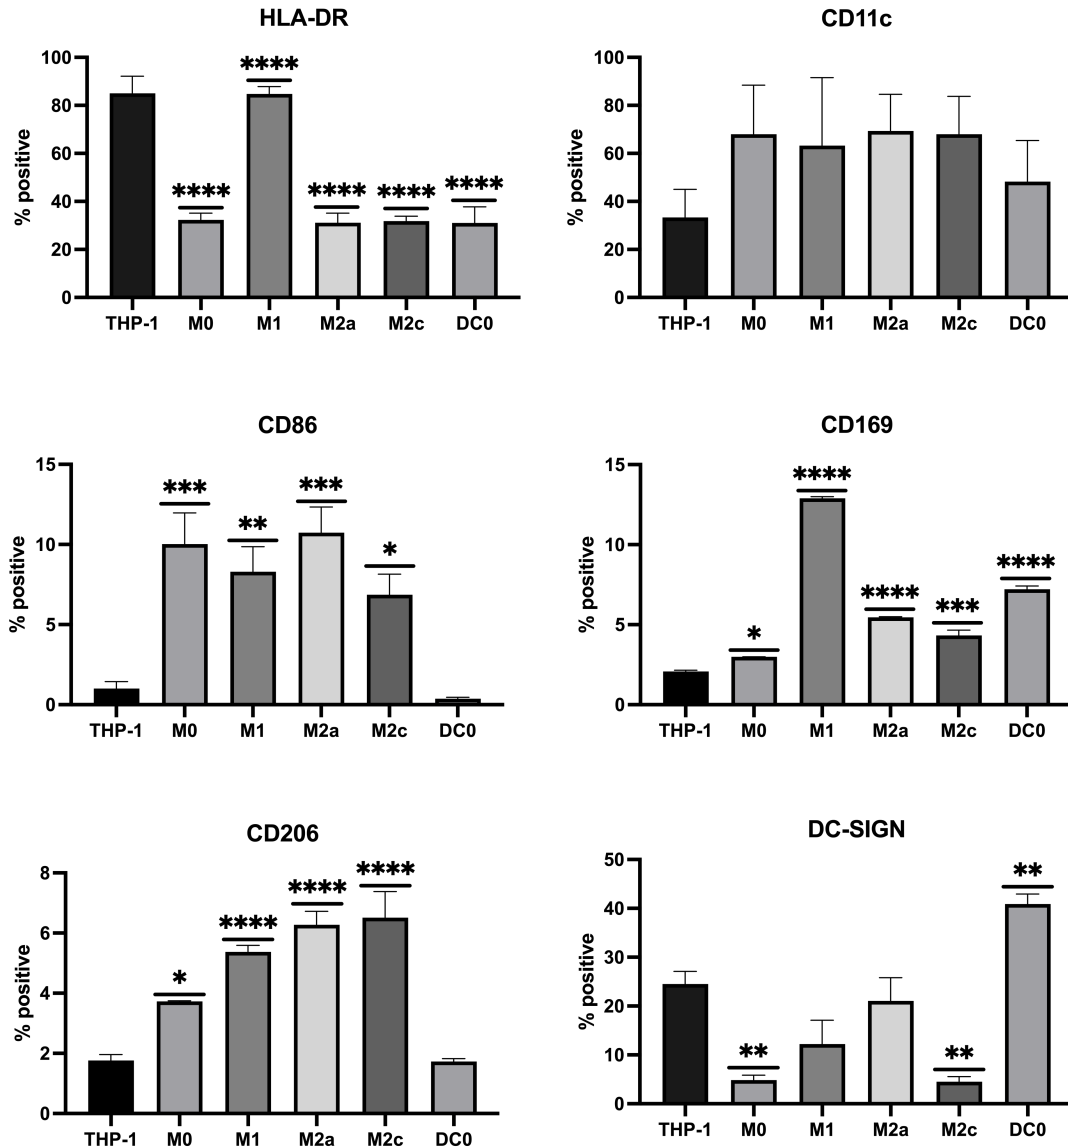 HLA-DR
% positive
100
80
60
40
20
0
****
****
****
****
****
THP-1 M0 M1 M2a M2c DC0
CD11c
% positive
100
80
60
40
20
0
THP-1 M0 M1 M2a M2c DC0
CD86
% positive
15
10
5
0
***
**
***
*
THP-1 M0 M1 M2a M2c DC0
CD169
% positive
15
10
5
0
*
****
****
***
****
THP-1 M0 M1 M2a M2c DC0
CD206
% positive
8
6
4
2
0
*
****
****
****
THP-1 M0 M1 M2a M2c DC0
DC-SIGN
% positive
50
40
30
20
10
0
**
**
**
THP-1 M0 M1 M2a M2c DC0